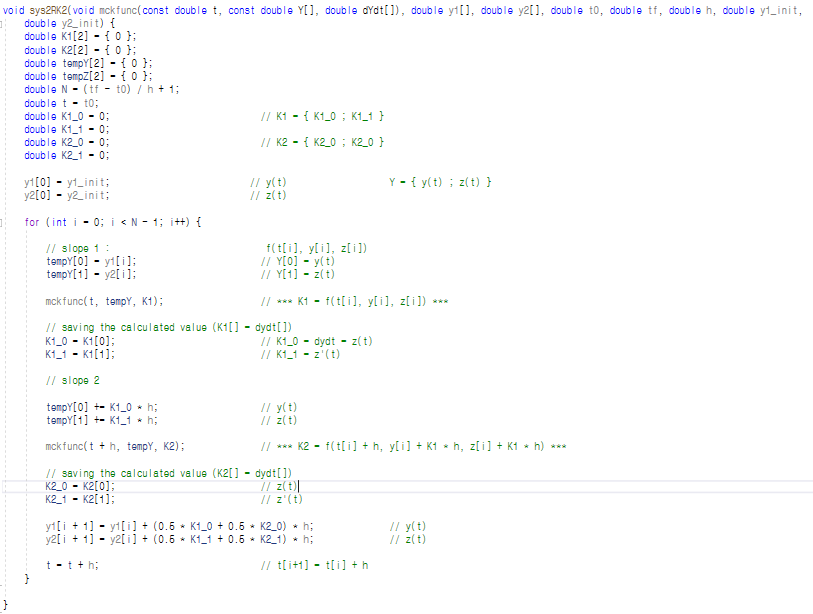 void sys2RK2(void mckfunc(const double t, const double Y[], double dYdt[]), double y1[], double y2[], double t0, double tf, double h, double y1_init,
double y2_init) {
double K1[2] = { 0 };
double K2[2] = { 0 };
double tempY[2] = { 0 };
double tempZ[2] = { 0 };
double N = (tf - t0) / h + 1;
double t = t0;
double K1_0 = 0; // K1 = { K1_0 ; K1_1 }
double K1_1 = 0;
double K2_0 = 0; // K2 = { K2_0 ; K2_0 }
double K2_1 = 0;
y1[0] = y1_init; // y(t) Y = { y(t) ; z(t) }
y2[0] = y2_init; // z(t)
for (int i = 0; i < N - 1; i++) {
// slope 1 : f(t[i], y[i], z[i])
tempY[0] = y1[i]; // Y[0] = y(t)
tempY[1] = y2[i]; // Y[1] = z(t)
mckfunc(t, tempY, K1); // *** K1 = f(t[i], y[i], z[i]) ***
// saving the calculated value (K1[] = dydt[])
K1_0 = K1[0]; // K1_0 = dydt = z(t)
K1_1 = K1[1]; // K1_1 = z'(t)
// slope 2
tempY[0] += K1_0 * h; // y(t)
tempY[1] += K1_1 * h; // z(t)
mckfunc(t + h, tempY, K2); // *** K2 = f(t[i] + h, y[i] + K1 * h, z[i] + K1 * h) ***
// saving the calculated value (K2[] = dydt[])
K2_0 = K2[0]; // z(t)
K2_1 = K2[1]; // z'(t)
y1[i + 1] = y1[i] + (0.5 * K1_0 + 0.5 * K2_0) * h; // y(t)
y2[i + 1] = y2[i] + (0.5 * K1_1 + 0.5 * K2_1) * h; // z(t)
t = t + h; // t[i+1] = t[i] + h
}
}